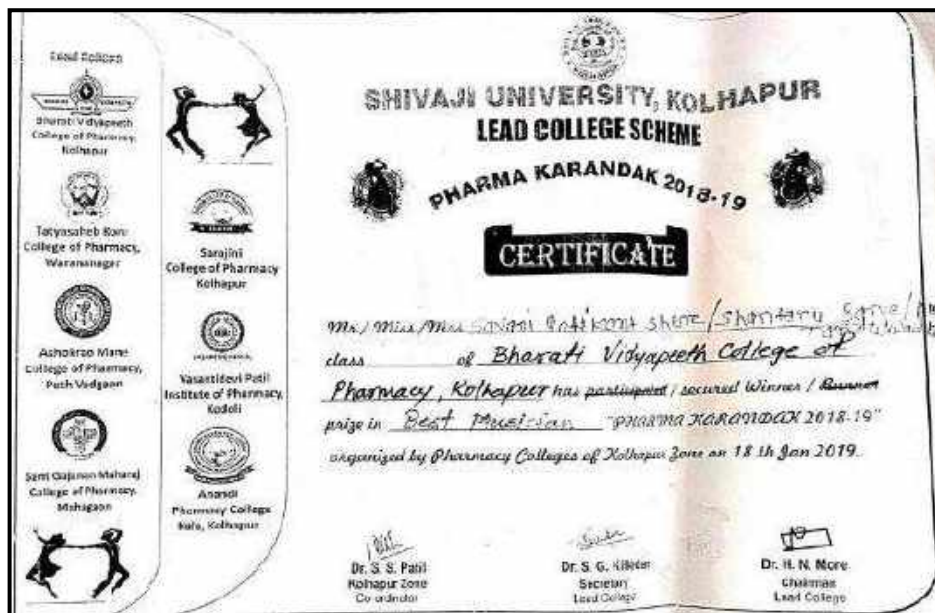 Lead College
Bharati Vidyapeeth
College of Pharmacy,
Kolhapur
Tatyasaheb Kore
College of Pharmacy,
Warananagar
Ashokrao Mane
College of Pharmacy,
Peth Vadgaon
Sant Gajanan Maharaj
College of Pharmacy,
Mahagaon
Sarojini
College of Pharmacy
Kolhapur
Vasantidevi Patil
Institute of Pharmacy,
Kodoli
Anandi
Pharmacy College
Kale, Kolhapur
SHIVAJI UNIVERSITY, KOLHAPUR
LEAD COLLEGE SCHEME
PHARMA KARANDAK 2018-19
CERTIFICATE
Mr./ Miss/Mrs
class of Bharati Vidyapeeth College of
Pharmacy, Kolhapur has participated / secured Winner / Runner
prize in Best Musician "PHARMA KARANDAK 2018-19"
organized by Pharmacy Colleges of Kolhapur Zone on 18 th Jan 2019.
Dr. S. S. Patil
Kolhapur Zone
Co-ordinator
Dr. S. G. Killedar
Secretary
Lead College
Dr. H. N. More
Chairman
Lead College